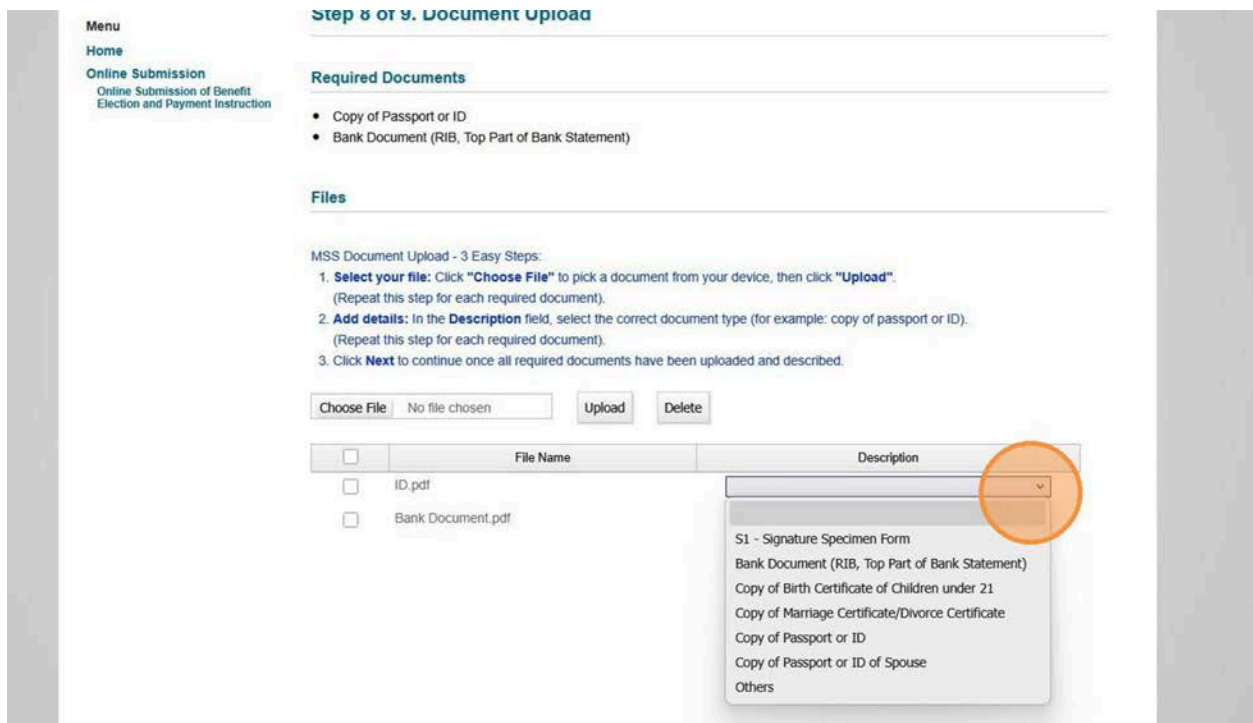 Menu
Home
Online Submission
Online Submission of Benefit
Election and Payment Instruction
Step 8 of 9. Document Upload
Required Documents
• Copy of Passport or ID
• Bank Document (RIB, Top Part of Bank Statement)
Files
MSS Document Upload - 3 Easy Steps:
1. Select your file: Click "Choose File" to pick a document from your device, then click "Upload".
(Repeat this step for each required document).
2. Add details: In the Description field, select the correct document type (for example: copy of passport or ID).
(Repeat this step for each required document).
3. Click Next to continue once all required documents have been uploaded and described.
Choose File No file chosen Upload Delete
File Name Description
ID.pdf
Bank Document.pdf
S1 - Signature Specimen Form
Bank Document (RIB, Top Part of Bank Statement)
Copy of Birth Certificate of Children under 21
Copy of Marriage Certificate/Divorce Certificate
Copy of Passport or ID
Copy of Passport or ID of Spouse
Others